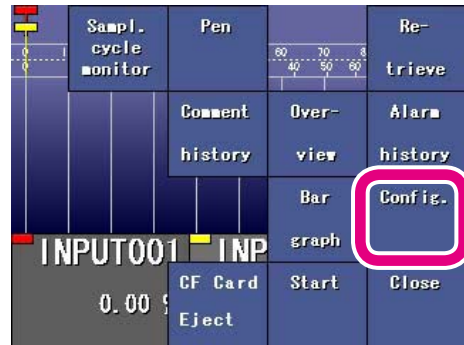 Sampl.
cycle
monitor
Pen
Re-
trieve
60 70 8
40 50 60
Comment
history
Over-
view
Alarm
history
Bar
graph
Config.
INPUT001
INP
0.00
CF Card
Eject
Start
Close